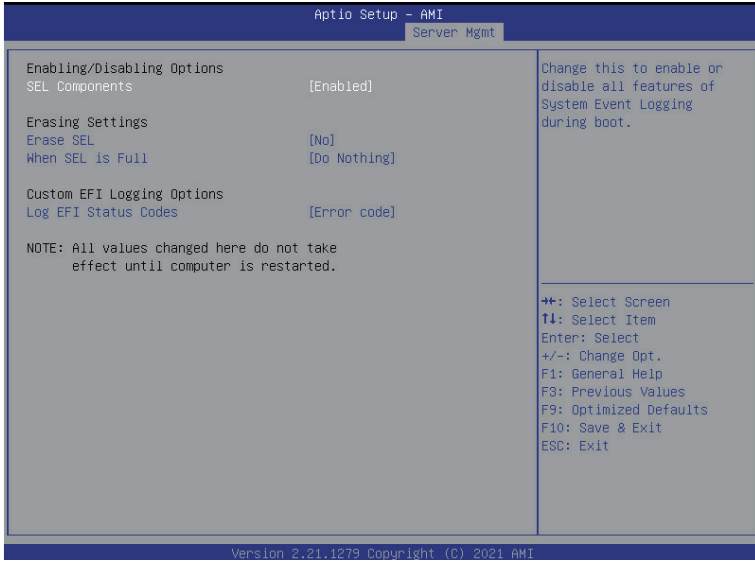 Aptio Setup – AMI
Server Mgmt
Enabling/Disabling Options
SEL Components [Enabled]
Erasing Settings
Erase SEL [No]
When SEL is Full [Do Nothing]
Custom EFI Logging Options
Log EFI Status Codes [Error code]
NOTE: All values changed here do not take
effect until computer is restarted.
Change this to enable or
disable all features of
System Event Logging
during boot.
→←: Select Screen
↑↓: Select Item
Enter: Select
+/-: Change Opt.
F1: General Help
F3: Previous Values
F9: Optimized Defaults
F10: Save & Exit
ESC: Exit
Version 2.21.1279 Copyright (C) 2021 AMI